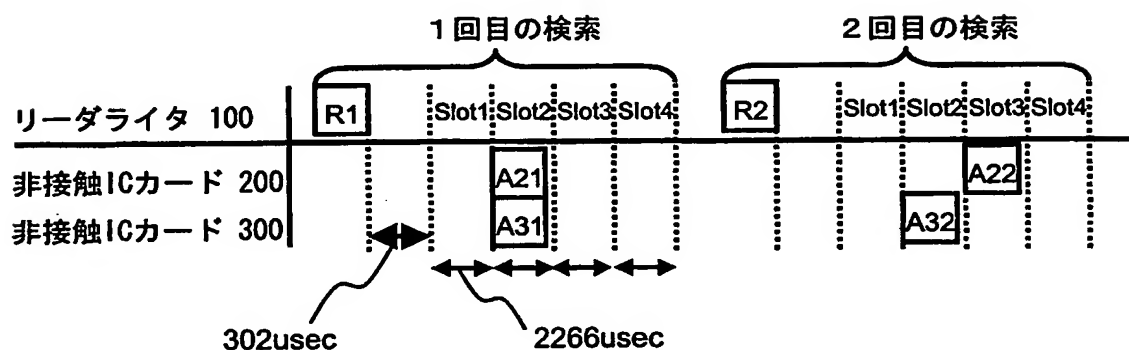 1回目の検索 2回目の検索
リーダライタ 100 R1 Slot1 Slot2 Slot3 Slot4 R2 Slot1 Slot2 Slot3 Slot4
非接触ICカード 200 A21 A22
非接触ICカード 300 A31 A32
302usec 2266usec